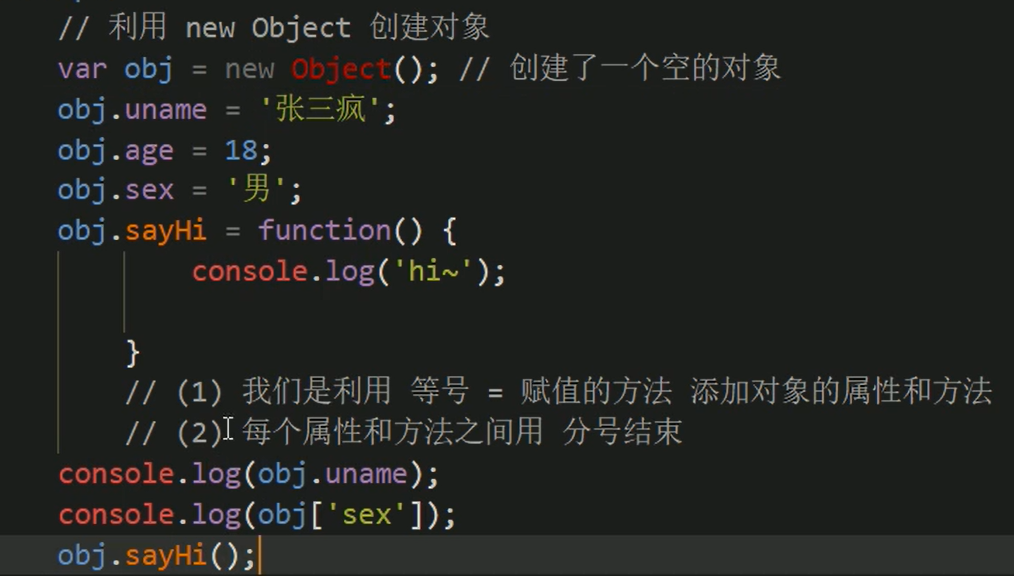 // 利用 new Object 创建对象
var obj = new Object(); // 创建了一个空的对象
obj.uname = '张三疯';
obj.age = 18;
obj.sex = '男';
obj.sayHi = function() {
console.log('hi~');
}
// (1) 我们是利用 等号 = 赋值的方法 添加对象的属性和方法
// (2) 每个属性和方法之间用 分号结束
console.log(obj.uname);
console.log(obj['sex']);
obj.sayHi();